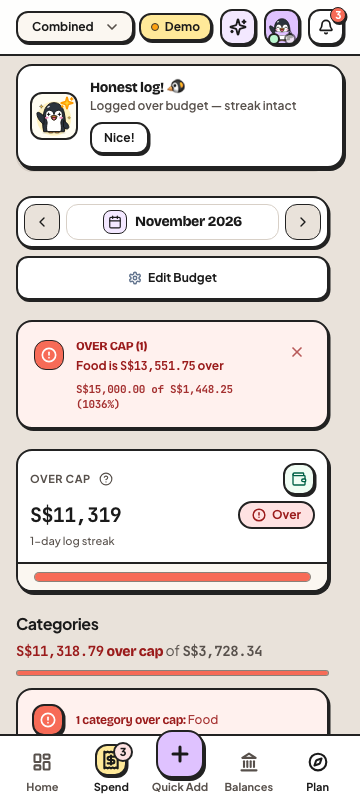 Combined
Demo
3
Honest log!
Logged over budget — streak intact
Nice!
November 2026
Edit Budget
OVER CAP (1)
Food is S$13,551.75 over
S$15,000.00 of S$1,448.25
(1036%)
OVER CAP
S$11,319
Over
1-day log streak
Categories
S$11,318.79 over cap of S$3,728.34
1 category over cap: Food
3
Home
Spend
Quick Add
Balances
Plan